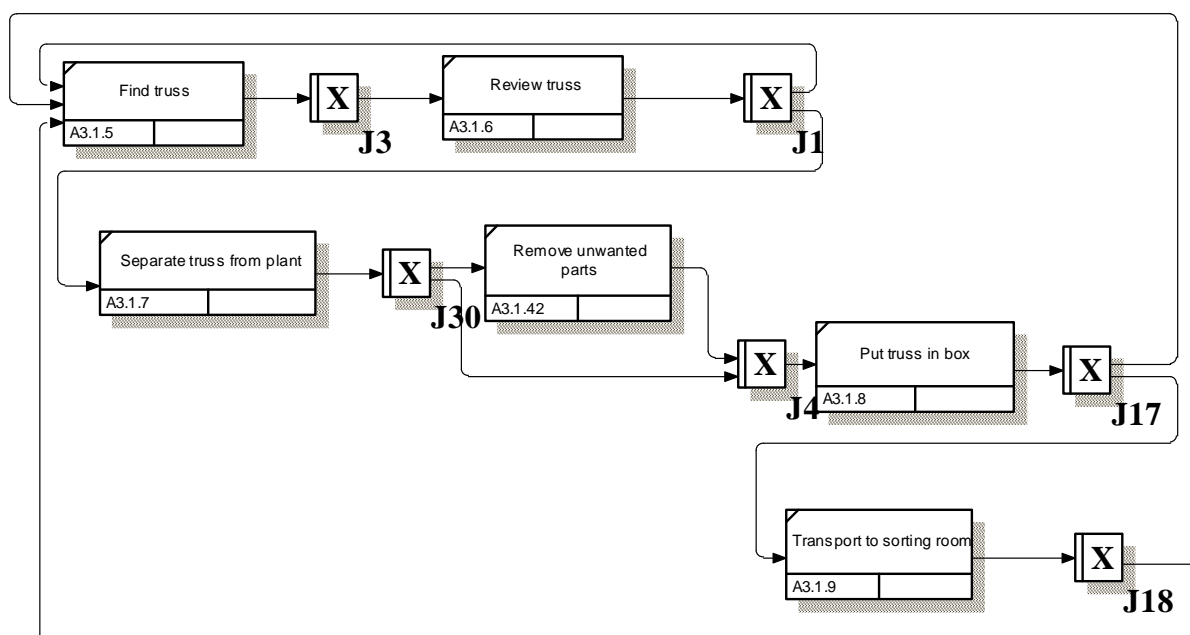 Find truss
A3.1.5
X
J3
Review truss
A3.1.6
X
J1
Separate truss from plant
A3.1.7
X
J30
Remove unwanted
parts
A3.1.42
X
J4
Put truss in box
A3.1.8
X
J17
Transport to sorting room
A3.1.9
X
J18